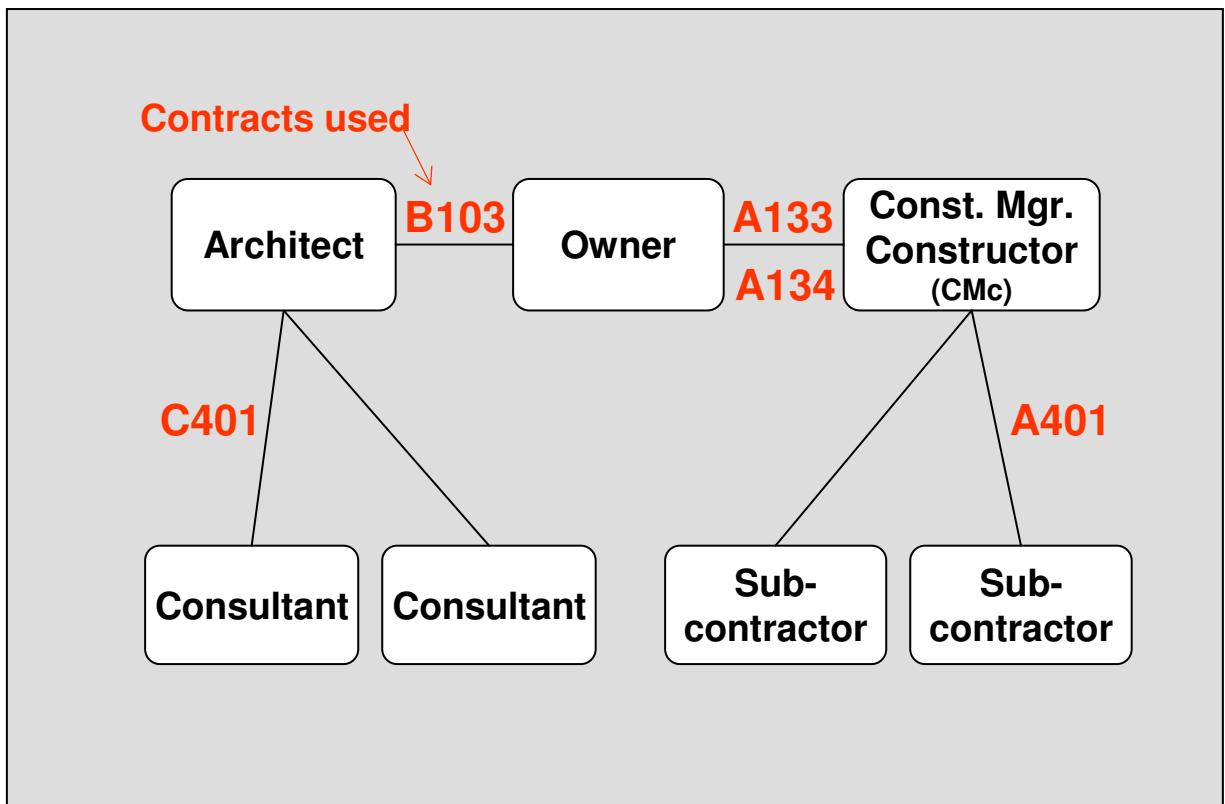 Contracts used
Architect
B103
Owner
A133
A134
Const. Mgr.
Constructor
(CMc)
C401
A401
Consultant
Consultant
Sub-
contractor
Sub-
contractor